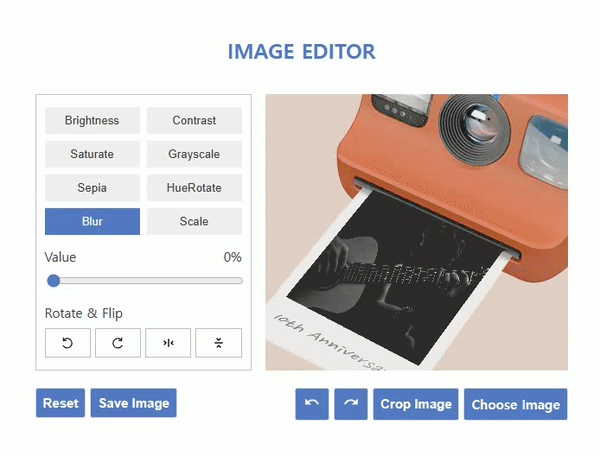 IMAGE EDITOR
Brightness Contrast
Saturate Grayscale
Sepia HueRotate
Blur Scale
Value 0%
Rotate & Flip
10th Anniversa
Reset Save Image Crop Image Choose Image